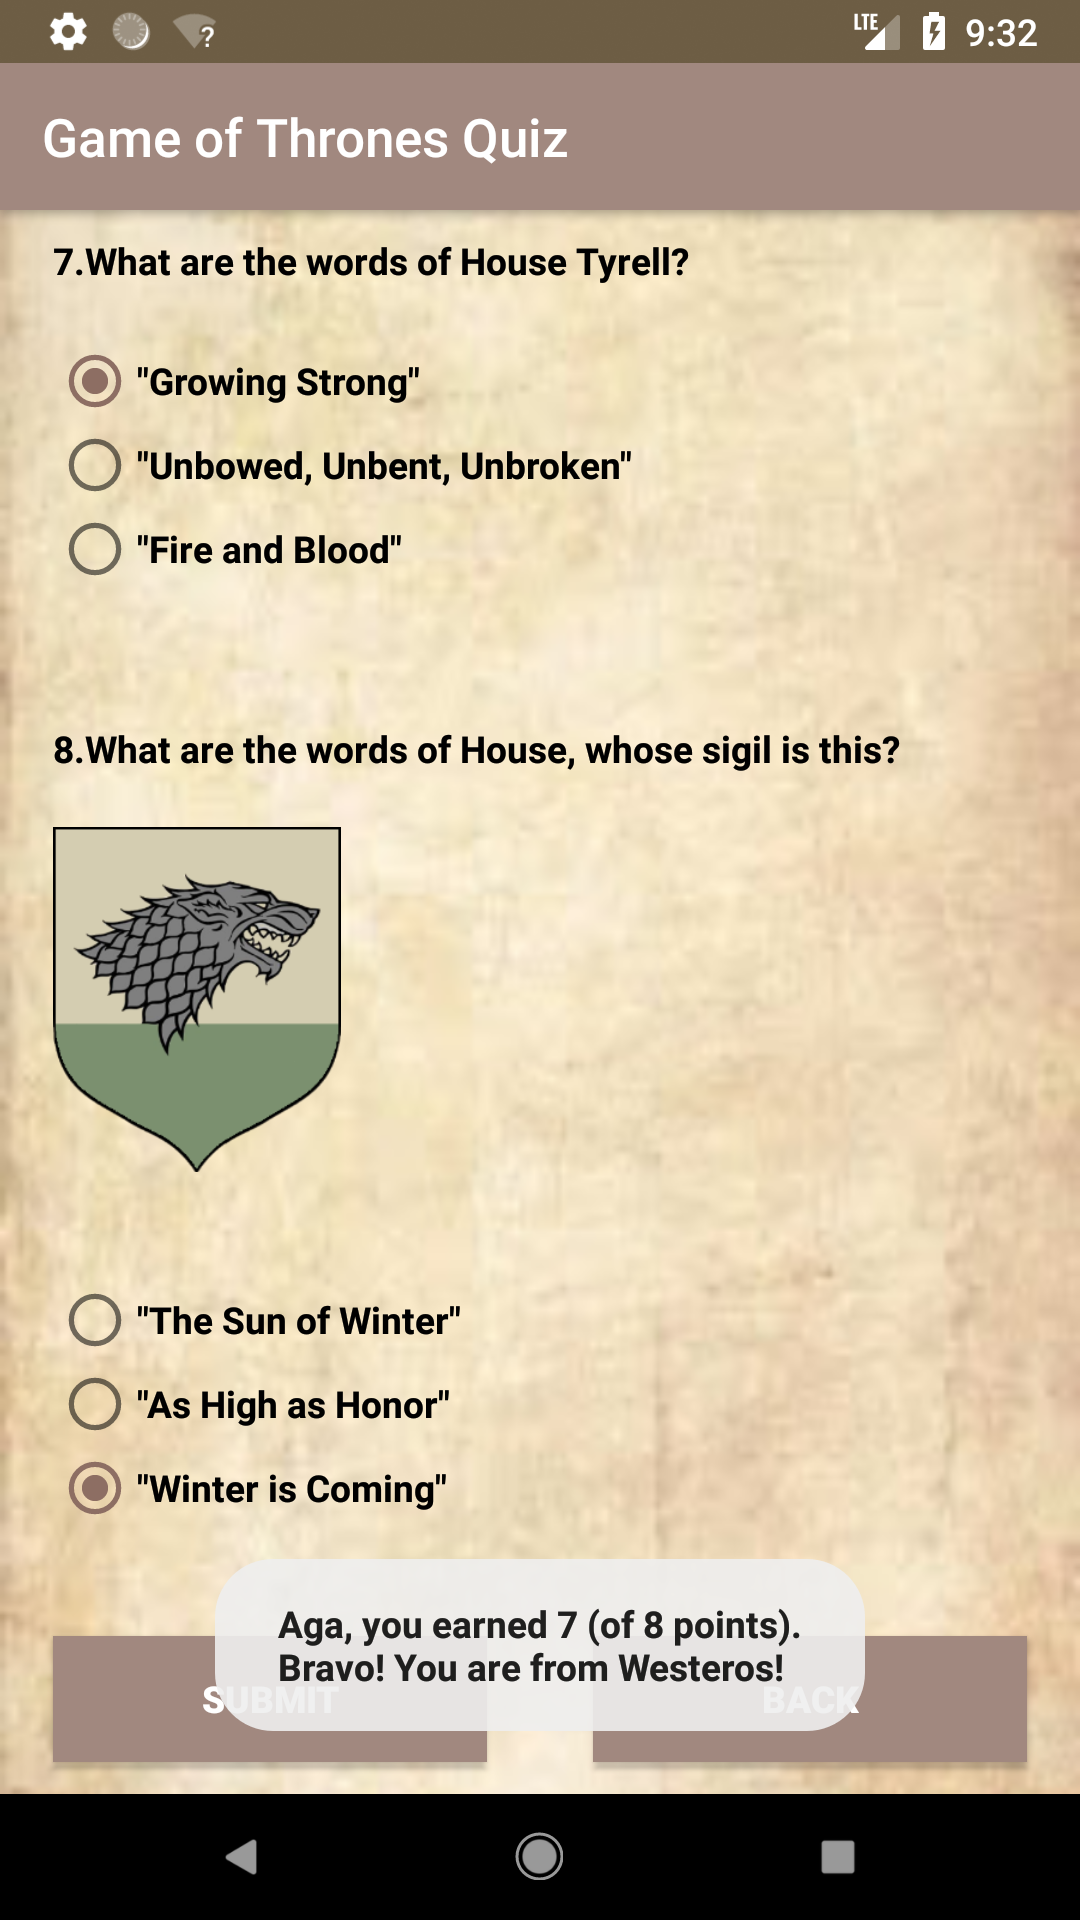 LTE 9:32
Game of Thrones Quiz
7.What are the words of House Tyrell?
"Growing Strong"
"Unbowed, Unbent, Unbroken"
"Fire and Blood"
8.What are the words of House, whose sigil is this?
"The Sun of Winter"
"As High as Honor"
"Winter is Coming"
Aga, you earned 7 (of 8 points).
Bravo! You are from Westeros!
SUBMIT BACK